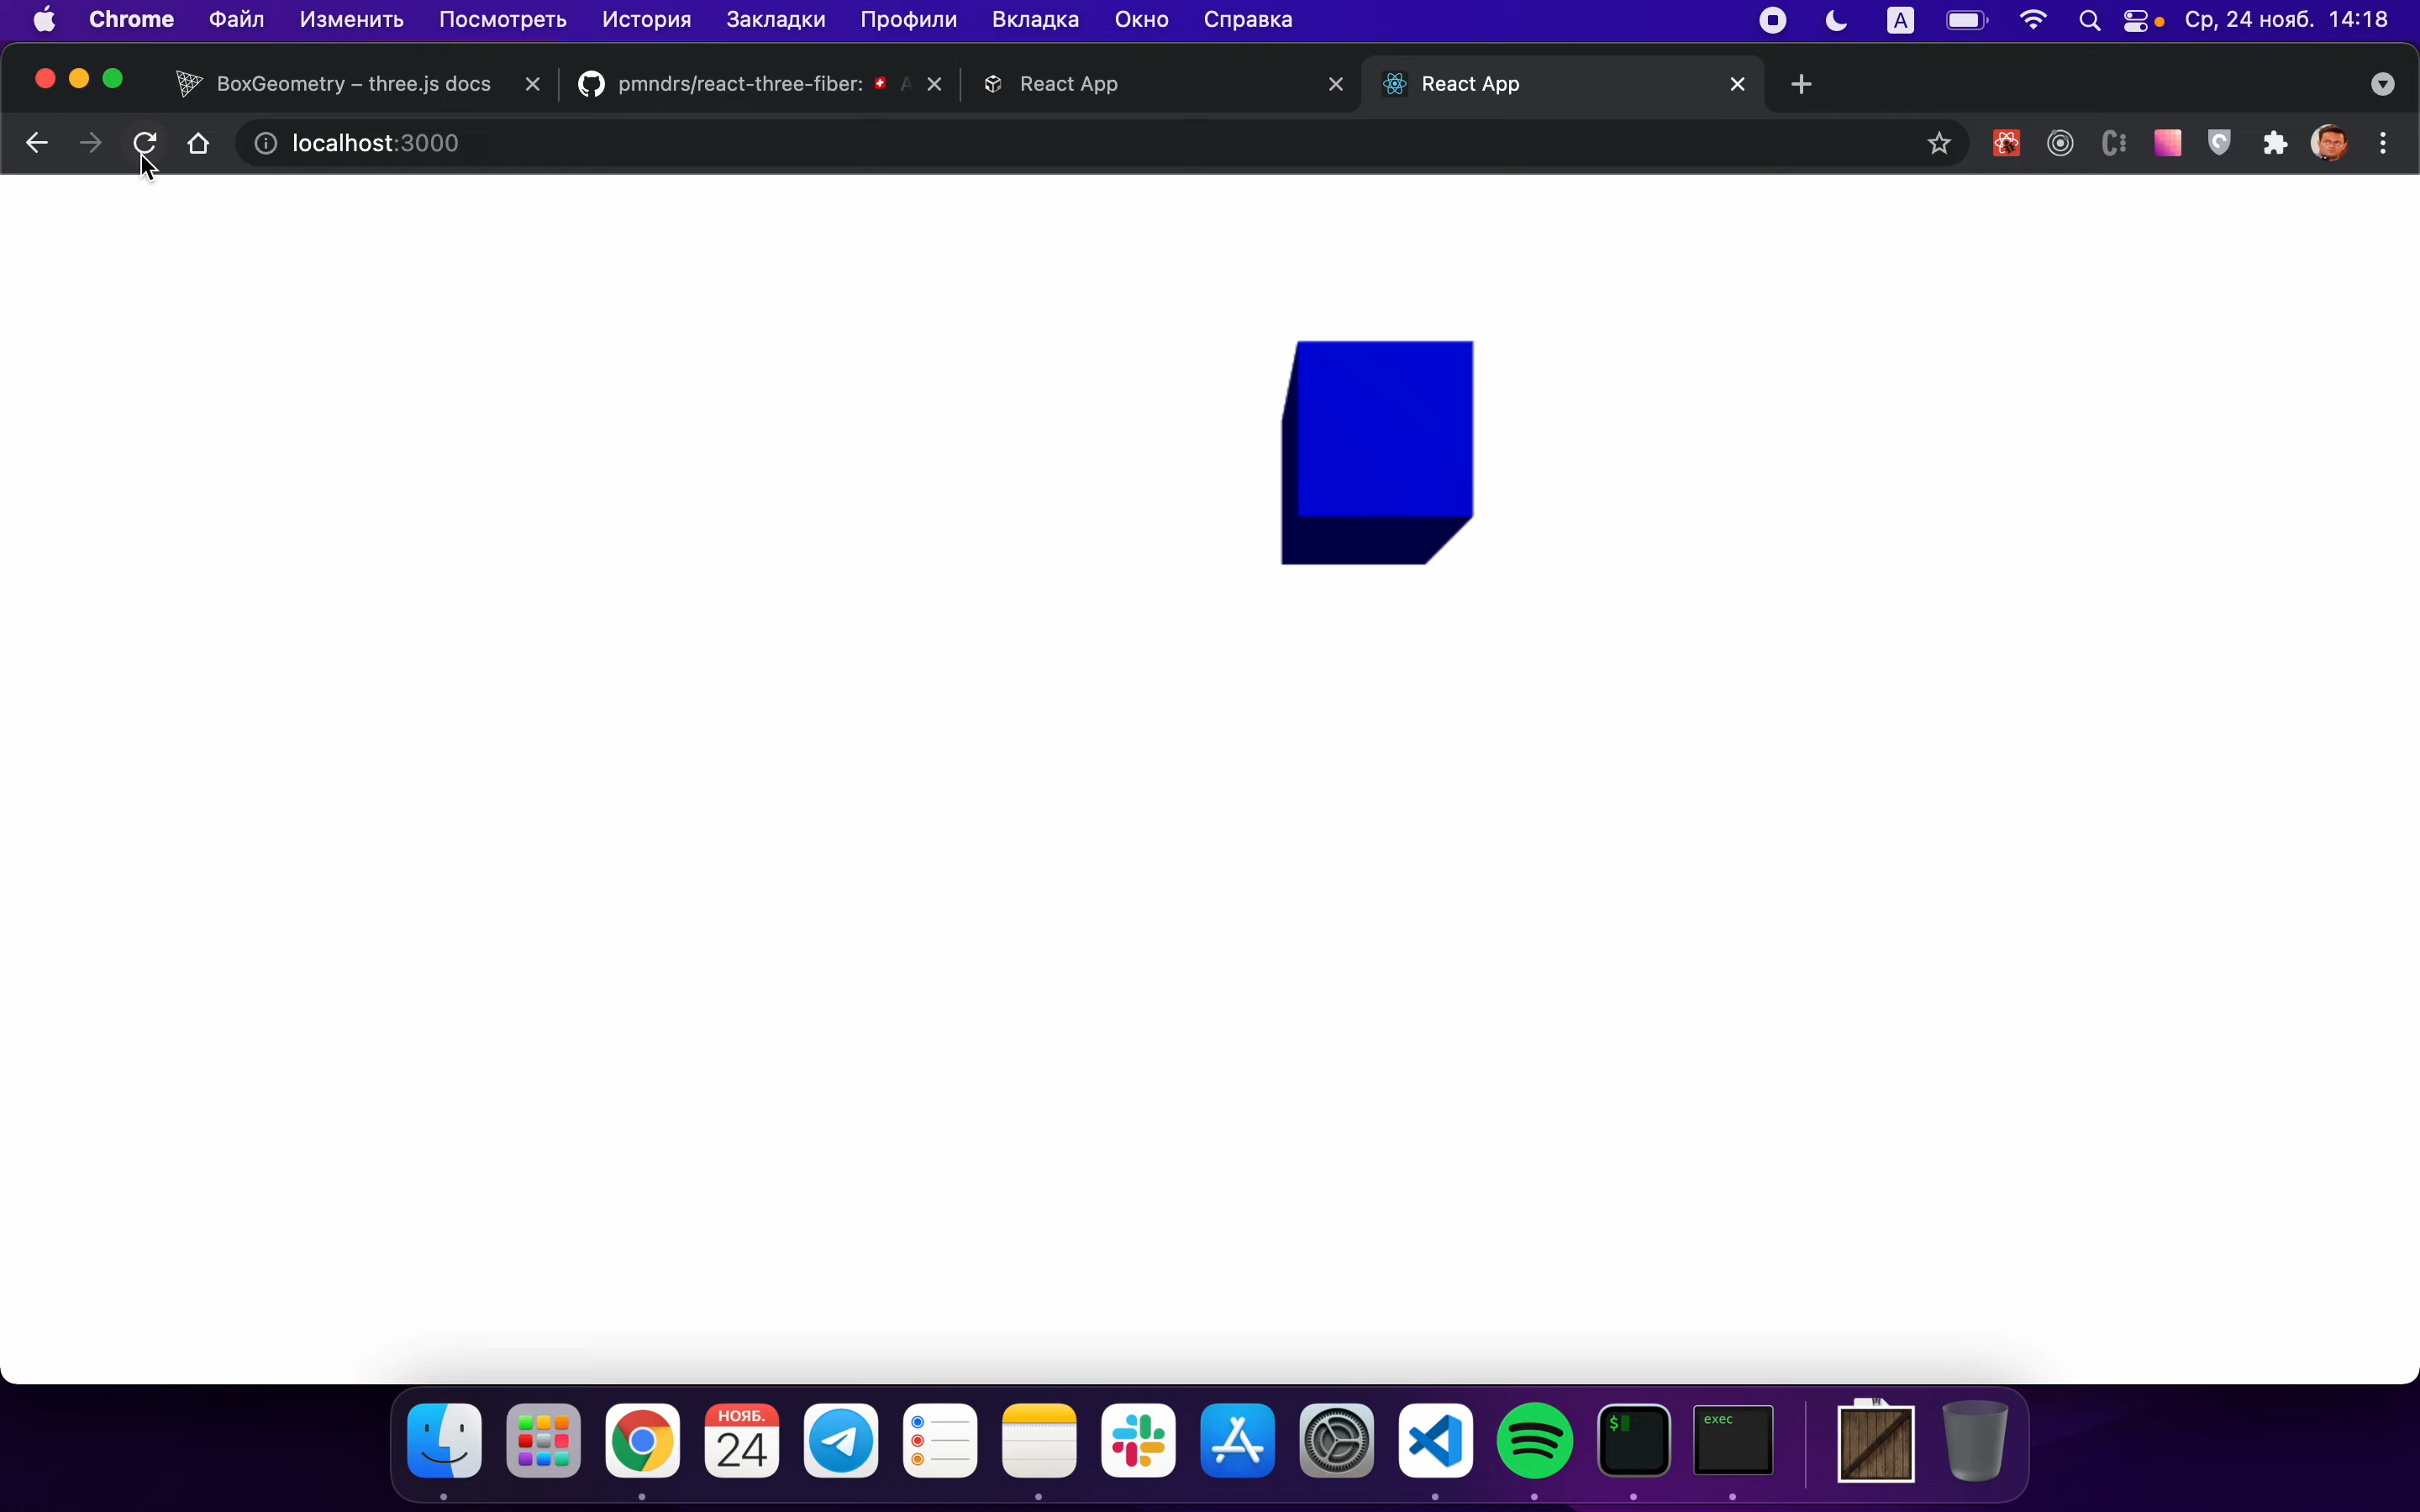 Chrome Файл Изменить Посмотреть История Закладки Профили Вкладка Окно Справка A Ср, 24 нояб. 14:18
BoxGeometry – three.js docs pmndrs/react-three-fiber: A React App React App
localhost:3000
НОЯБ.
24
$
exec